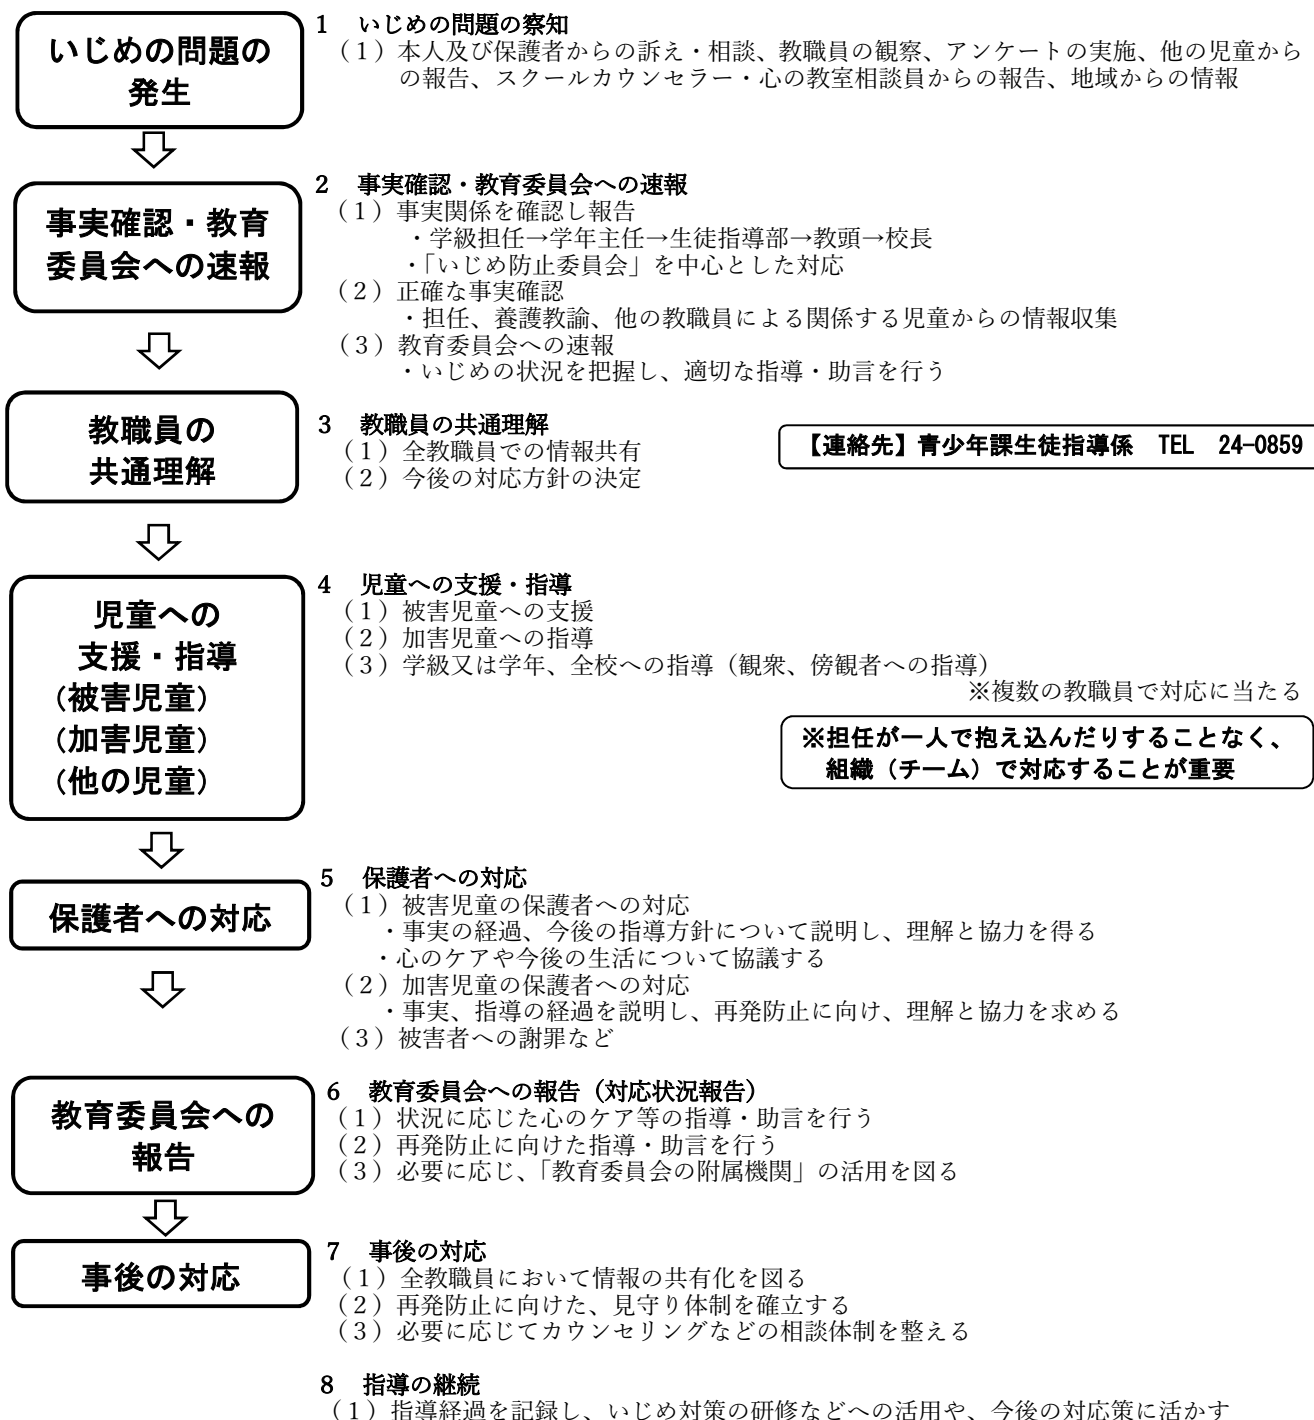 いじめの問題の
発生
1　いじめの問題の察知
（１）本人及び保護者からの訴え・相談、教職員の観察、アンケートの実施、他の児童から
の報告、スクールカウンセラー・心の教室相談員からの報告、地域からの情報
事実確認・教育
委員会への速報
2　事実確認・教育委員会への速報
（１）事実関係を確認し報告
・学級担任→学年主任→生徒指導部→教頭→校長
・「いじめ防止委員会」を中心とした対応
（２）正確な事実確認
・担任、養護教諭、他の教職員による関係する児童からの情報収集
（３）教育委員会への速報
・いじめの状況を把握し、適切な指導・助言を行う
教職員の
共通理解
3　教職員の共通理解
（１）全教職員での情報共有
（２）今後の対応方針の決定
【連絡先】青少年課生徒指導係　TEL　24-0859
児童への
支援・指導
（被害児童）
（加害児童）
（他の児童）
4　児童への支援・指導
（１）被害児童への支援
（２）加害児童への指導
（３）学級又は学年、全校への指導（観衆、傍観者への指導）
※複数の教職員で対応に当たる
※担任が一人で抱え込んだりすることなく、
組織（チーム）で対応することが重要
保護者への対応
5　保護者への対応
（１）被害児童の保護者への対応
・事実の経過、今後の指導方針について説明し、理解と協力を得る
・心のケアや今後の生活について協議する
（２）加害児童の保護者への対応
・事実、指導の経過を説明し、再発防止に向け、理解と協力を求める
（３）被害者への謝罪など
教育委員会への
報告
6　教育委員会への報告（対応状況報告）
（１）状況に応じた心のケア等の指導・助言を行う
（２）再発防止に向けた指導・助言を行う
（３）必要に応じ、「教育委員会の附属機関」の活用を図る
事後の対応
7　事後の対応
（１）全教職員において情報の共有化を図る
（２）再発防止に向けた、見守り体制を確立する
（３）必要に応じてカウンセリングなどの相談体制を整える
8　指導の継続
（１）指導経過を記録し、いじめ対策の研修などへの活用や、今後の対応策に活かす